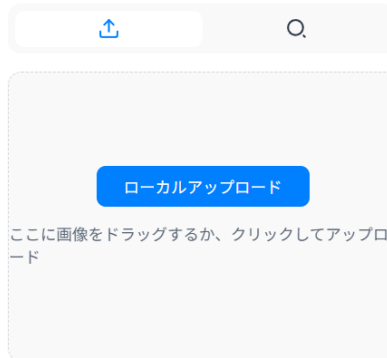 ローカルアップロード
ここに画像をドラッグするか、クリックしてアップロ
ード